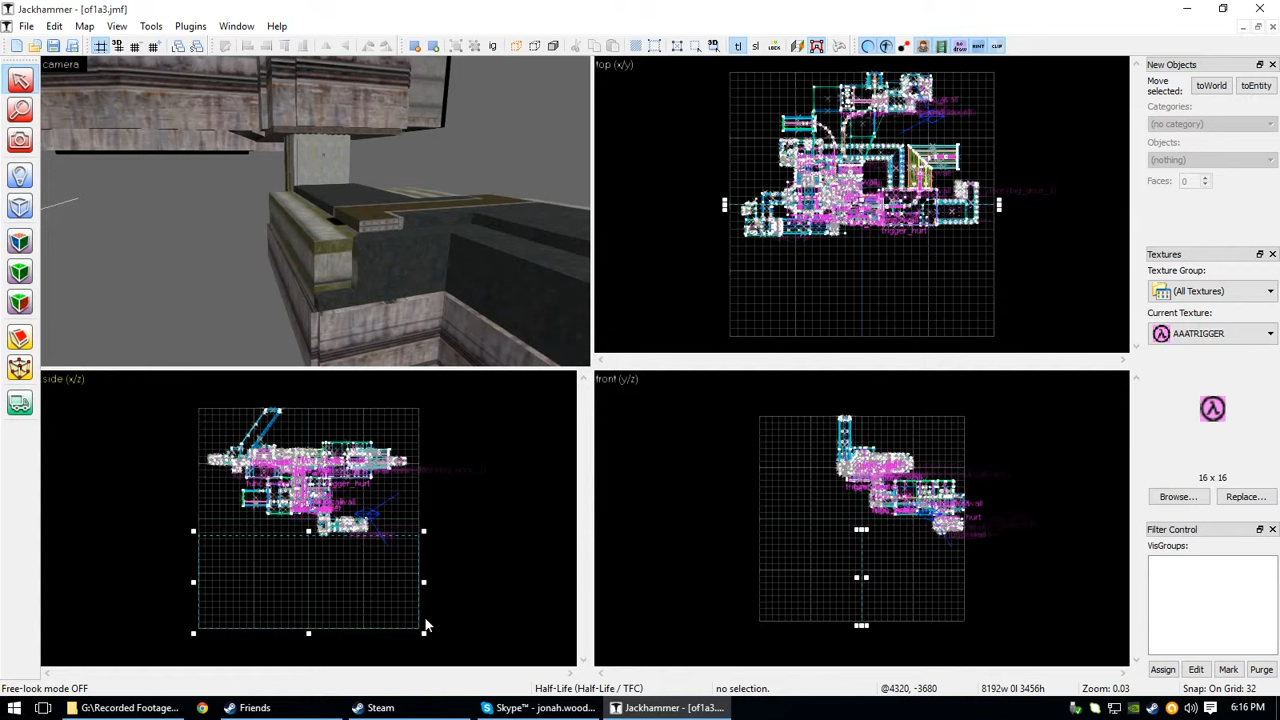 Jackhammer - [of1a3.jmf]
File Edit Map View Tools Plugins Window Help
camera
top (x/y)
trigger_hurt
side (x/z)
front (y/z)
New Objects
Move selected: toWorld toEntity
Categories:
(no category)
Objects:
(nothing)
Faces: 0
Textures
Texture Group:
(All Textures)
Current Texture:
AAATRIGGER
16 x 16
Browse... Replace...
Filter Control
VisGroups:
Assign Edit Mark Purge
Free-look mode OFF Half-Life (Half-Life / TFC) no selection. @4320, -3680 8192w 0l 3456h Zoom: 0.03 Snap: On Grid: 32
G:\Recorded Footage... Friends Steam Skype™ - jonah.wood... Jackhammer - [of1a3.... 6:16 PM